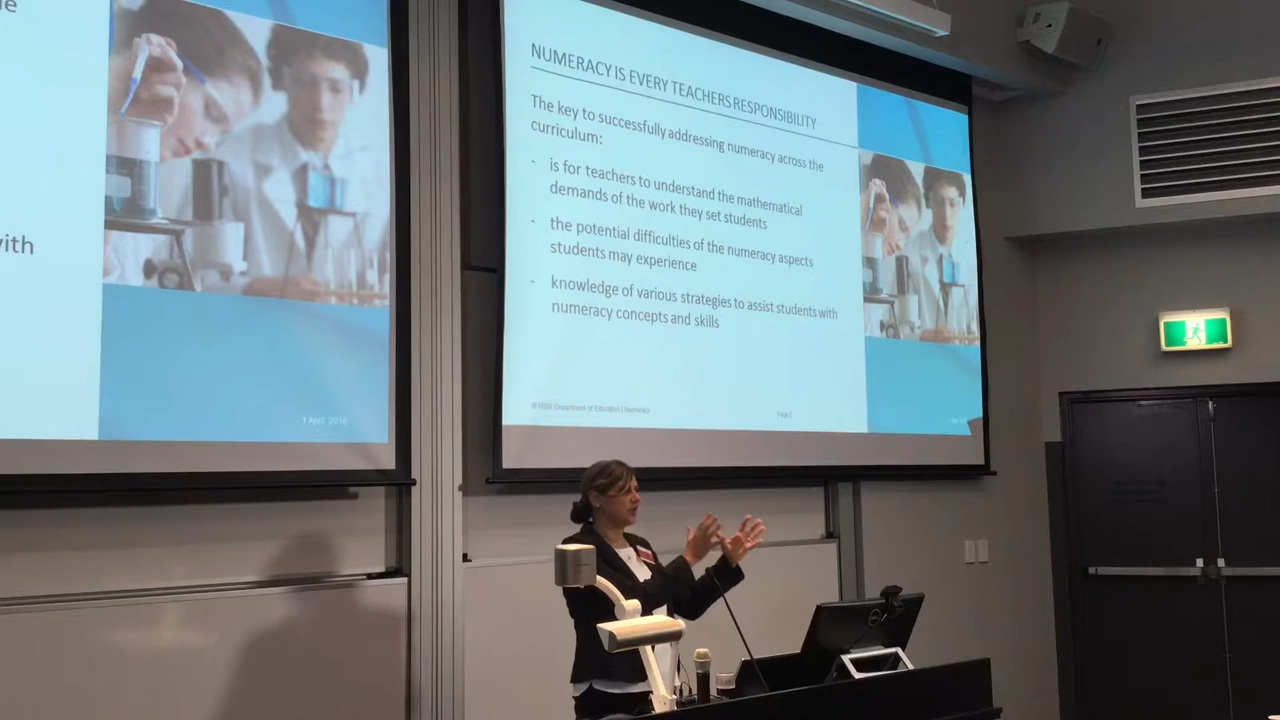 le
with
1 April 2016
NUMERACY IS EVERY TEACHERS RESPONSIBILITY
The key to successfully addressing numeracy across the
curriculum:
- is for teachers to understand the mathematical
demands of the work they set students
- the potential difficulties of the numeracy aspects
students may experience
- knowledge of various strategies to assist students with
numeracy concepts and skills
© NSW Department of Education |